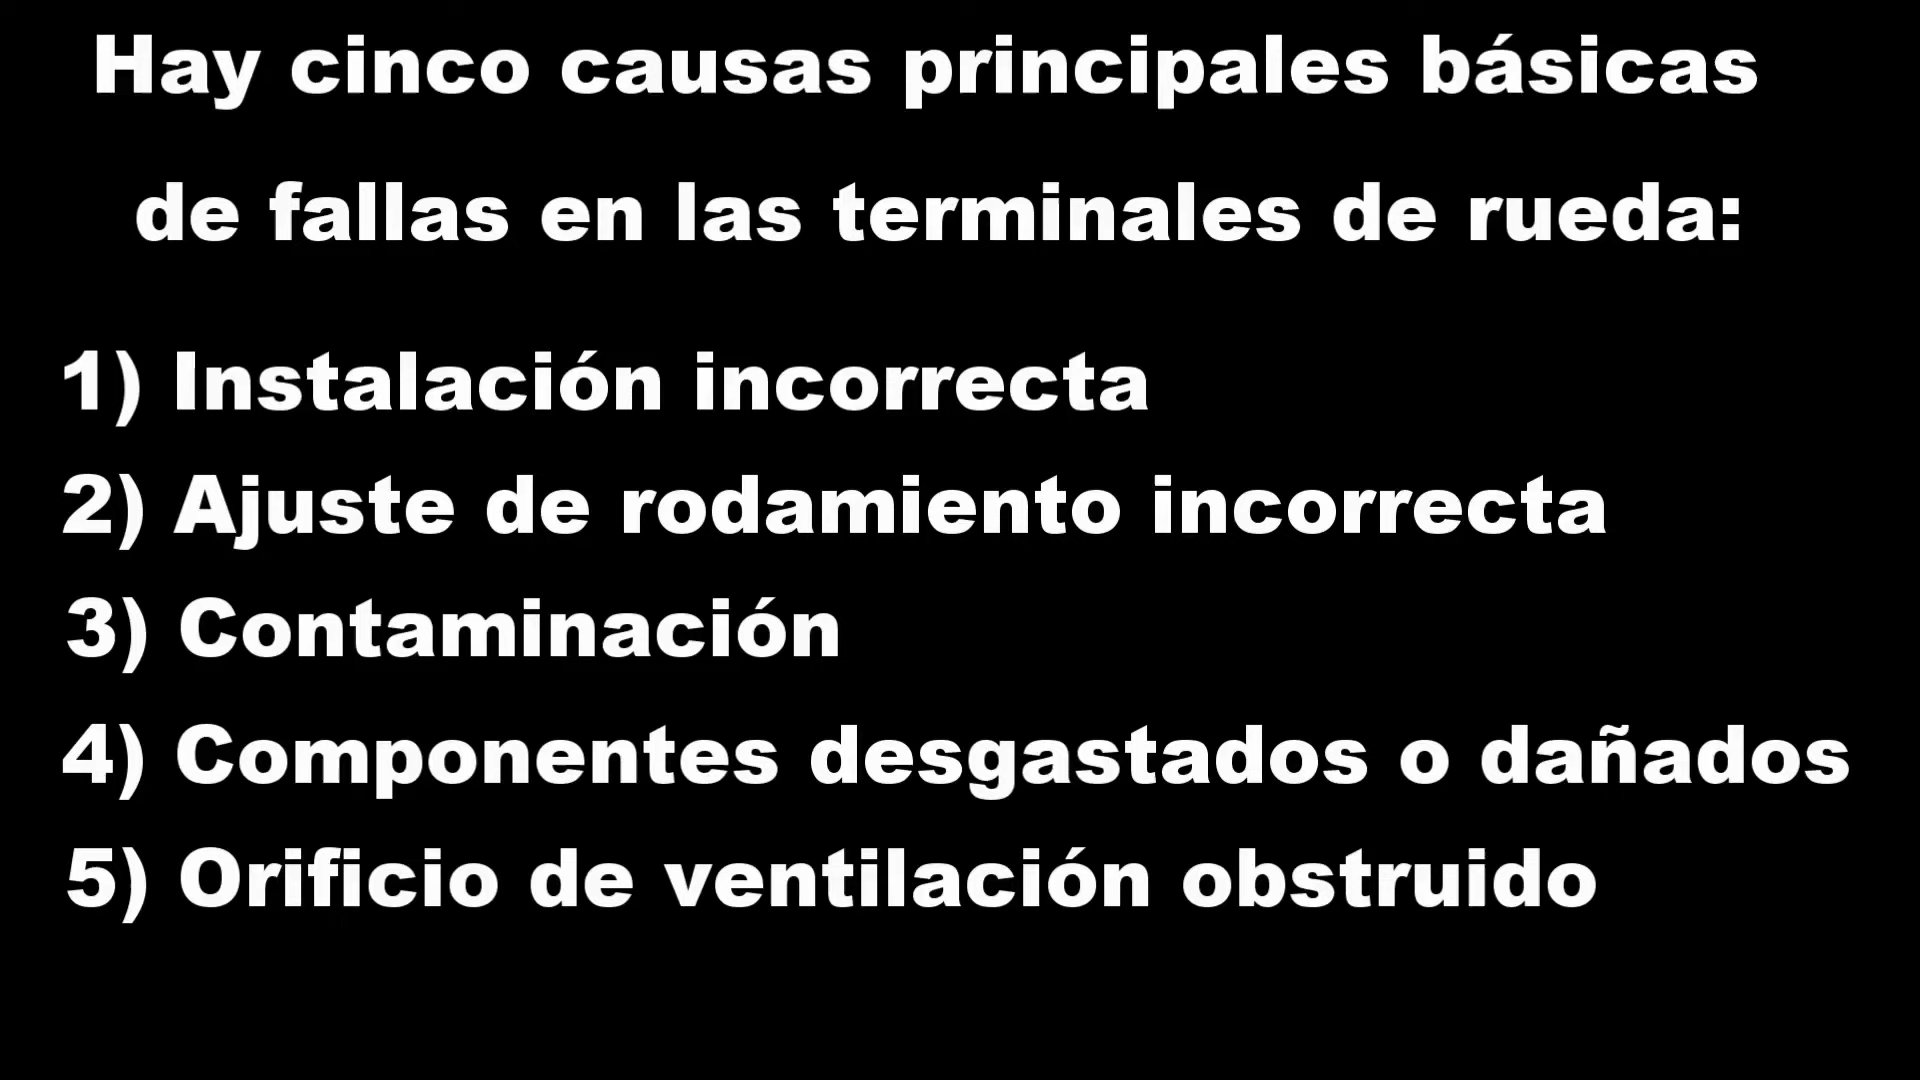 Hay cinco causas principales básicas
de fallas en las terminales de rueda:
1) Instalación incorrecta
2) Ajuste de rodamiento incorrecta
3) Contaminación
4) Componentes desgastados o dañados
5) Orificio de ventilación obstruido